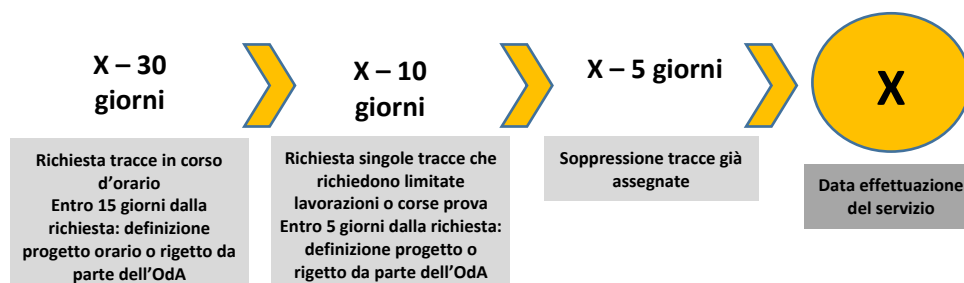 X – 30
giorni
Richiesta tracce in corso
d’orario
Entro 15 giorni dalla
richiesta: definizione
progetto orario o rigetto da
parte dell’OdA
X – 10
giorni
Richiesta singole tracce che
richiedono limitate
lavorazioni o corse prova
Entro 5 giorni dalla richiesta:
definizione progetto o
rigetto da parte dell’OdA
X – 5 giorni
Soppressione tracce già
assegnate
X
Data effettuazione
del servizio